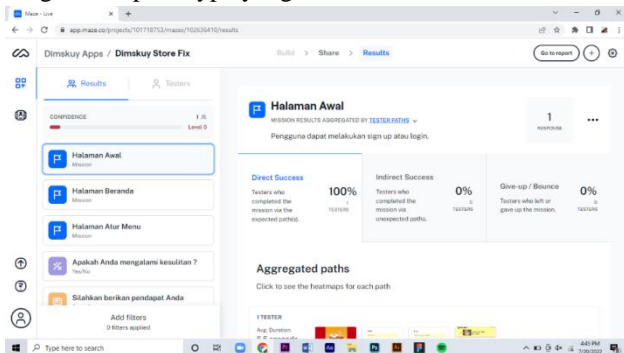 Maze - Live
app.maze.co/projects/101718753/mazes/102636410/results
Dimskuy Apps / Dimskuy Store Fix
Build > Share > Results
Go to report
Results
Testers
CONFIDENCE
Level 0
Halaman Awal
Mission
Halaman Beranda
Mission
Halaman Atur Menu
Mission
Apakah Anda mengalami kesulitan ?
Yes/No
Silahkan berikan pendapat Anda
Add filters
0 filters applied
Halaman Awal
MISSION RESULTS AGGREGATED BY TESTER PATHS
Pengguna dapat melakukan sign up atau login.
1
RESPONSE
Direct Success
Testers who completed the mission via the expected path(s).
100%
TESTERS
Indirect Success
Testers who completed the mission via unexpected paths.
0%
TESTERS
Give-up / Bounce
Testers who left or gave up the mission.
0%
TESTERS
Aggregated paths
Click to see the heatmaps for each path
1 TESTER
Avg. Duration
Type here to search
4:45 PM
7/20/2022